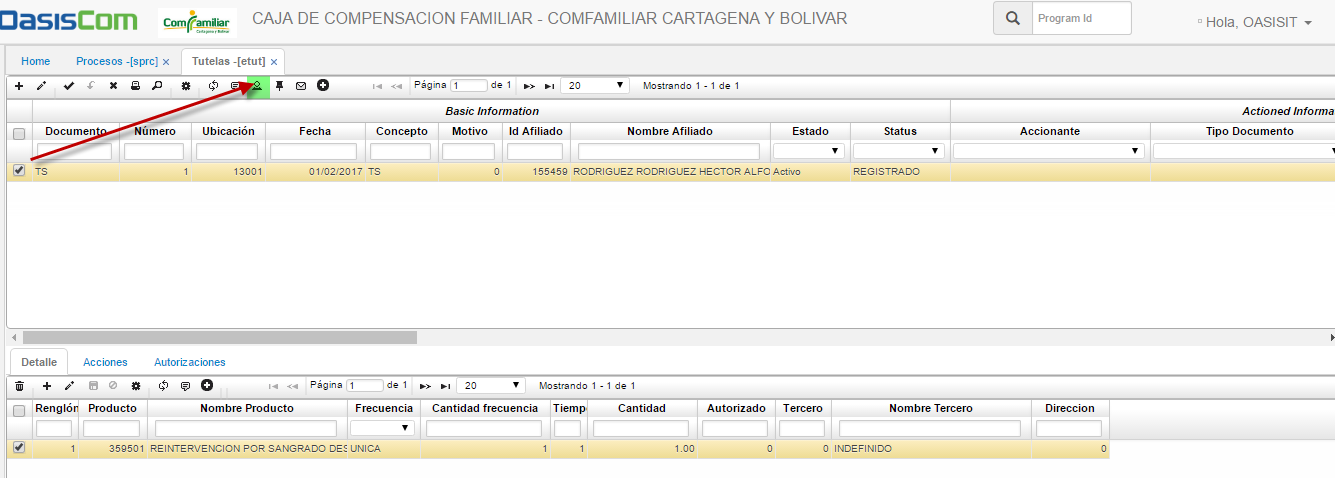 OasisCom
Comfamiliar
Cartagena y Bolívar
CAJA DE COMPENSACION FAMILIAR - COMFAMILIAR CARTAGENA Y BOLIVAR
Program Id
Hola, OASISIT
Home Procesos -[sprc] × Tutelas -[etut] ×
Página 1 de 1 20 Mostrando 1 - 1 de 1
Basic Information Actioned Informa
Documento Número Ubicación Fecha Concepto Motivo Id Afiliado Nombre Afiliado Estado Status Accionante Tipo Documento
TS 1 13001 01/02/2017 TS 0 155459 RODRIGUEZ RODRIGUEZ HECTOR ALFO Activo REGISTRADO
Detalle Acciones Autorizaciones
Página 1 de 1 20 Mostrando 1 - 1 de 1
Renglón Producto Nombre Producto Frecuencia Cantidad frecuencia Tiemp Cantidad Autorizado Tercero Nombre Tercero Direccion
1 359501 REINTERVENCION POR SANGRADO DES UNICA 1 1 1.00 0 0 INDEFINIDO 0